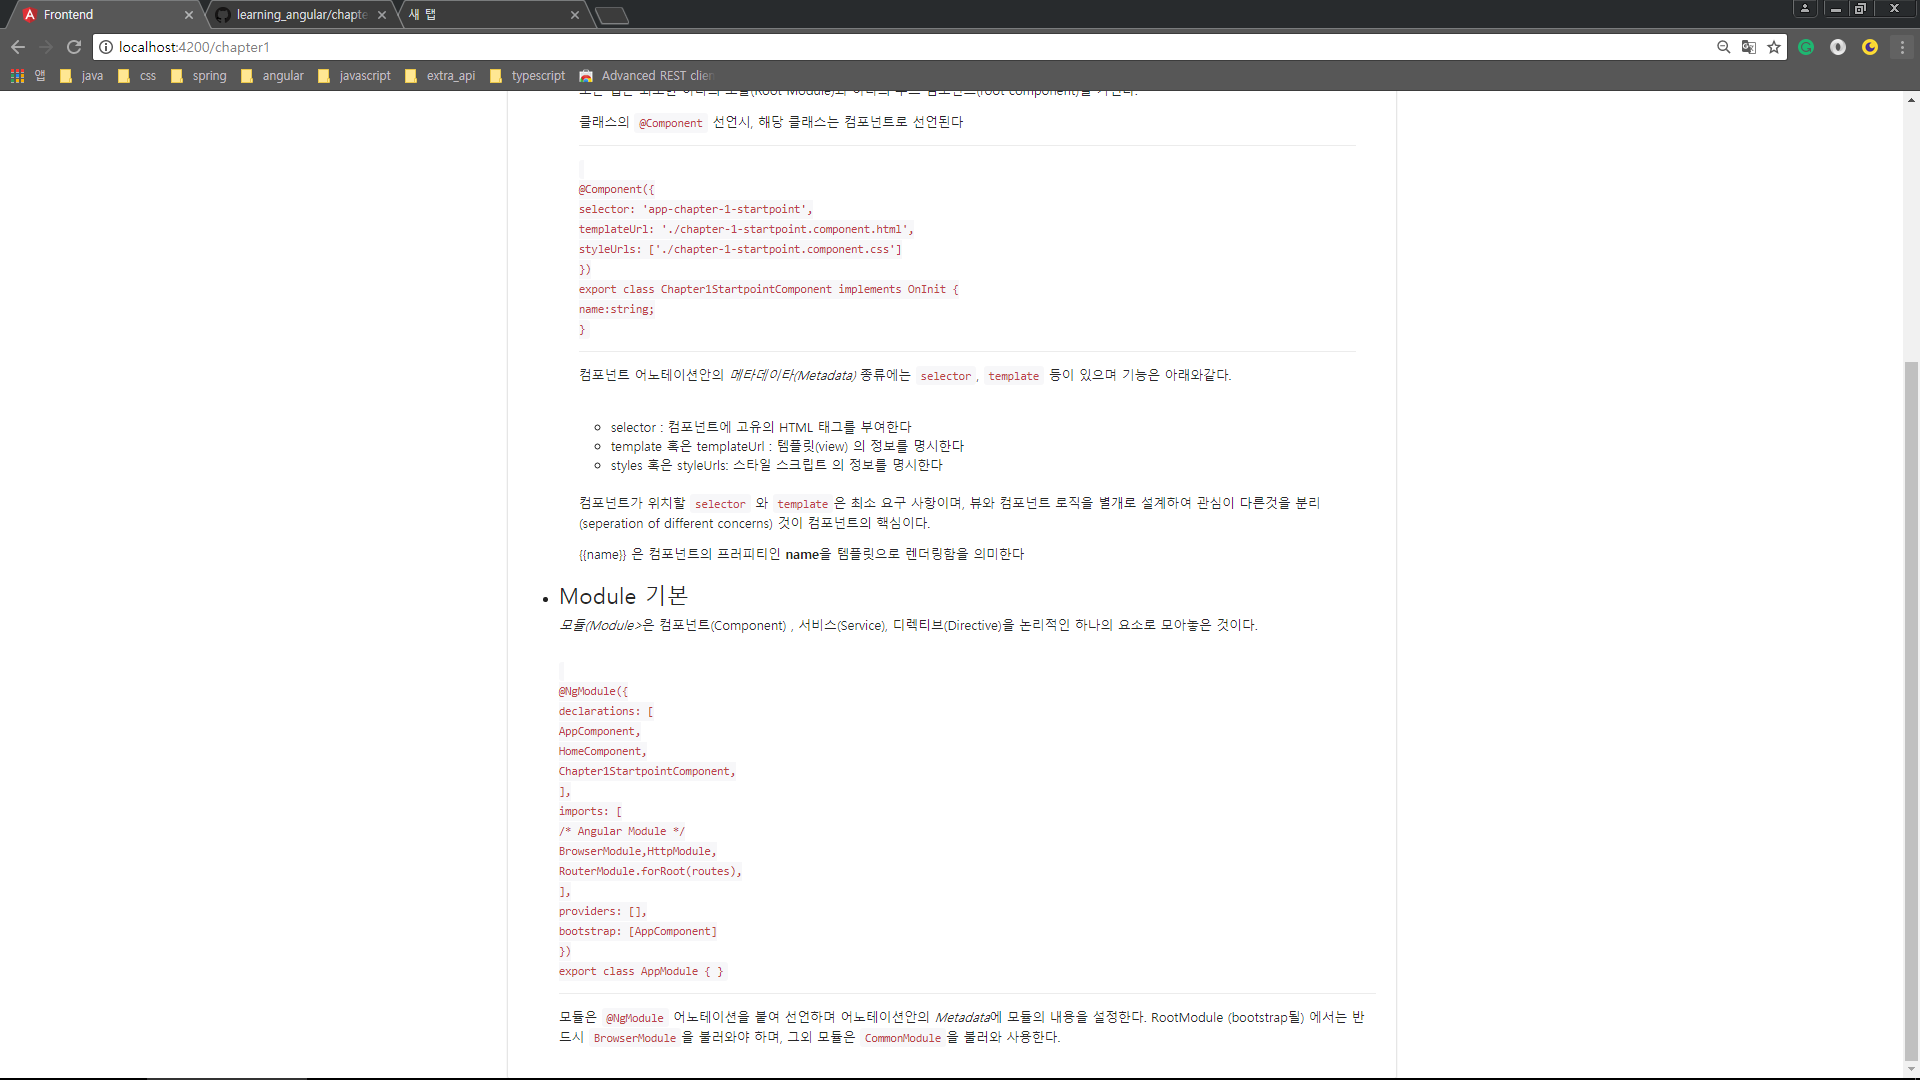 Frontend
learning_angular/chapte
새 탭
localhost:4200/chapter1
앱
java
css
spring
angular
javascript
extra_api
typescript
Advanced REST clien
클래스의 @Component 선언시, 해당 클래스는 컴포넌트로 선언된다
@Component({
selector: 'app-chapter-1-startpoint',
templateUrl: './chapter-1-startpoint.component.html',
styleUrls: ['./chapter-1-startpoint.component.css']
})
export class Chapter1StartpointComponent implements OnInit {
name:string;
}
컴포넌트 어노테이션안의 메타데이타(Metadata) 종류에는 selector , template 등이 있으며 기능은 아래와같다.
selector : 컴포넌트에 고유의 HTML 태그를 부여한다
template 혹은 templateUrl : 템플릿(view) 의 정보를 명시한다
styles 혹은 styleUrls: 스타일 스크립트 의 정보를 명시한다
컴포넌트가 위치할 selector 와 template 은 최소 요구 사항이며, 뷰와 컴포넌트 로직을 별개로 설계하여 관심이 다른것을 분리
(seperation of different concerns) 것이 컴포넌트의 핵심이다.
{{name}} 은 컴포넌트의 프러피티인 name을 템플릿으로 렌더링함을 의미한다
Module 기본
모듈(Module>은 컴포넌트(Component) , 서비스(Service), 디렉티브(Directive)을 논리적인 하나의 요소로 모아놓은 것이다.
@NgModule({
declarations: [
AppComponent,
HomeComponent,
Chapter1StartpointComponent,
],
imports: [
/* Angular Module */
BrowserModule,HttpModule,
RouterModule.forRoot(routes),
],
providers: [],
bootstrap: [AppComponent]
})
export class AppModule { }
모듈은 @NgModule 어노테이션을 붙여 선언하며 어노테이션안의 Metadata에 모듈의 내용을 설정한다. RootModule (bootstrap될) 에서는 반
드시 BrowserModule 을 불러와야 하며, 그외 모듈은 CommonModule 을 불러와 사용한다.